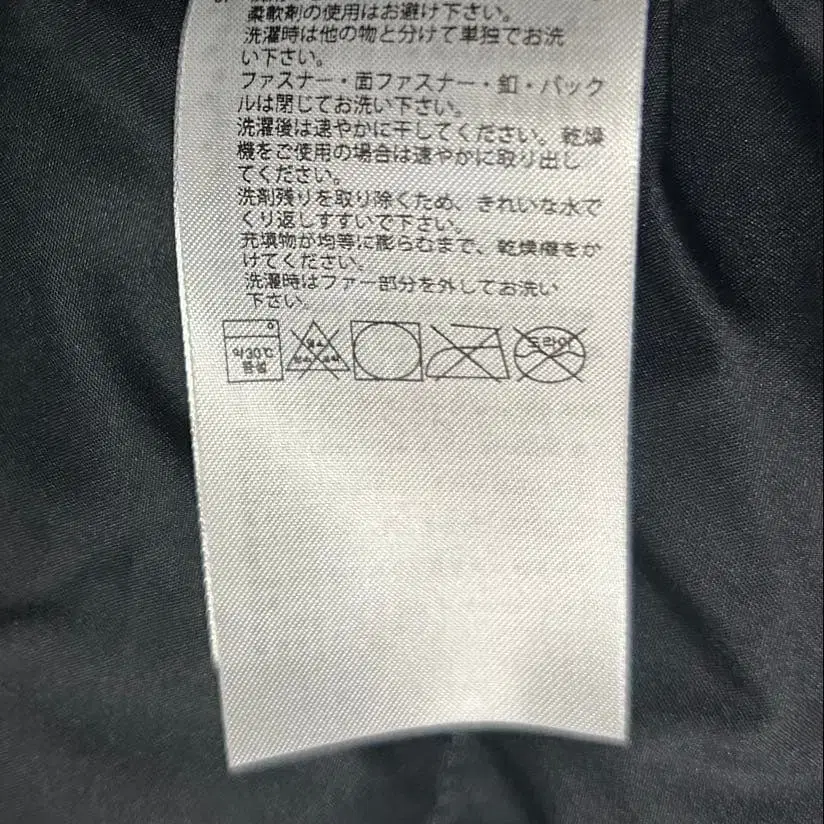 柔軟剤の使用はお避け下さい。
洗濯時は他の物と分けて単独でお洗
い下さい。
ファスナー・面ファスナー・釦・バック
ルは閉じてお洗い下さい。
洗濯後は速やかに干してください。乾燥
機をご使用の場合は速やかに取り出し
てください。
洗剤残りを取り除くため、きれいな水で
くり返しすすいで下さい。
充填物が均等に膨らむまで、乾燥機をか
けてください。
洗濯時はファー部分を外してお洗い
下さい。
약30℃
중성
염소
드라이